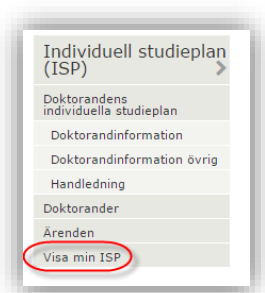 Individuell studieplan
(ISP)
Doktorandens
individuella studieplan
Doktorandinformation
Doktorandinformation övrig
Handledning
Doktorander
Ärenden
Visa min ISP